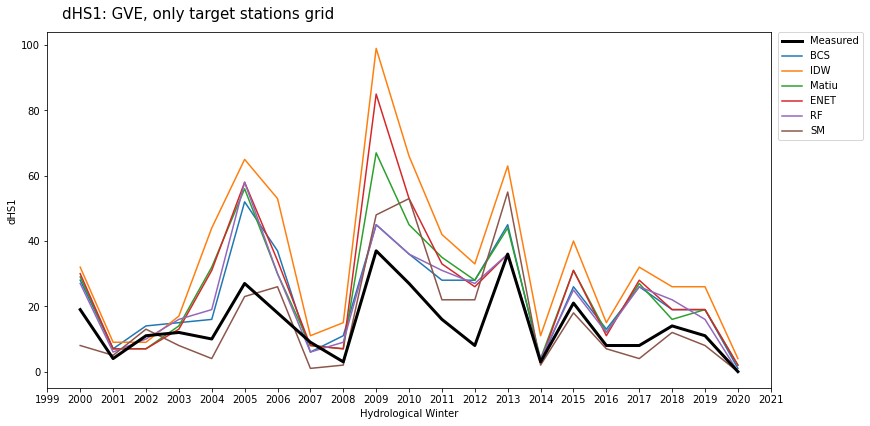 dHS1: GVE, only target stations grid
Measured
BCS
IDW
Matiu
ENET
RF
SM
100
80
60
40
20
0
dHS1
1999 2000 2001 2002 2003 2004 2005 2006 2007 2008 2009 2010 2011 2012 2013 2014 2015 2016 2017 2018 2019 2020 2021
Hydrological Winter